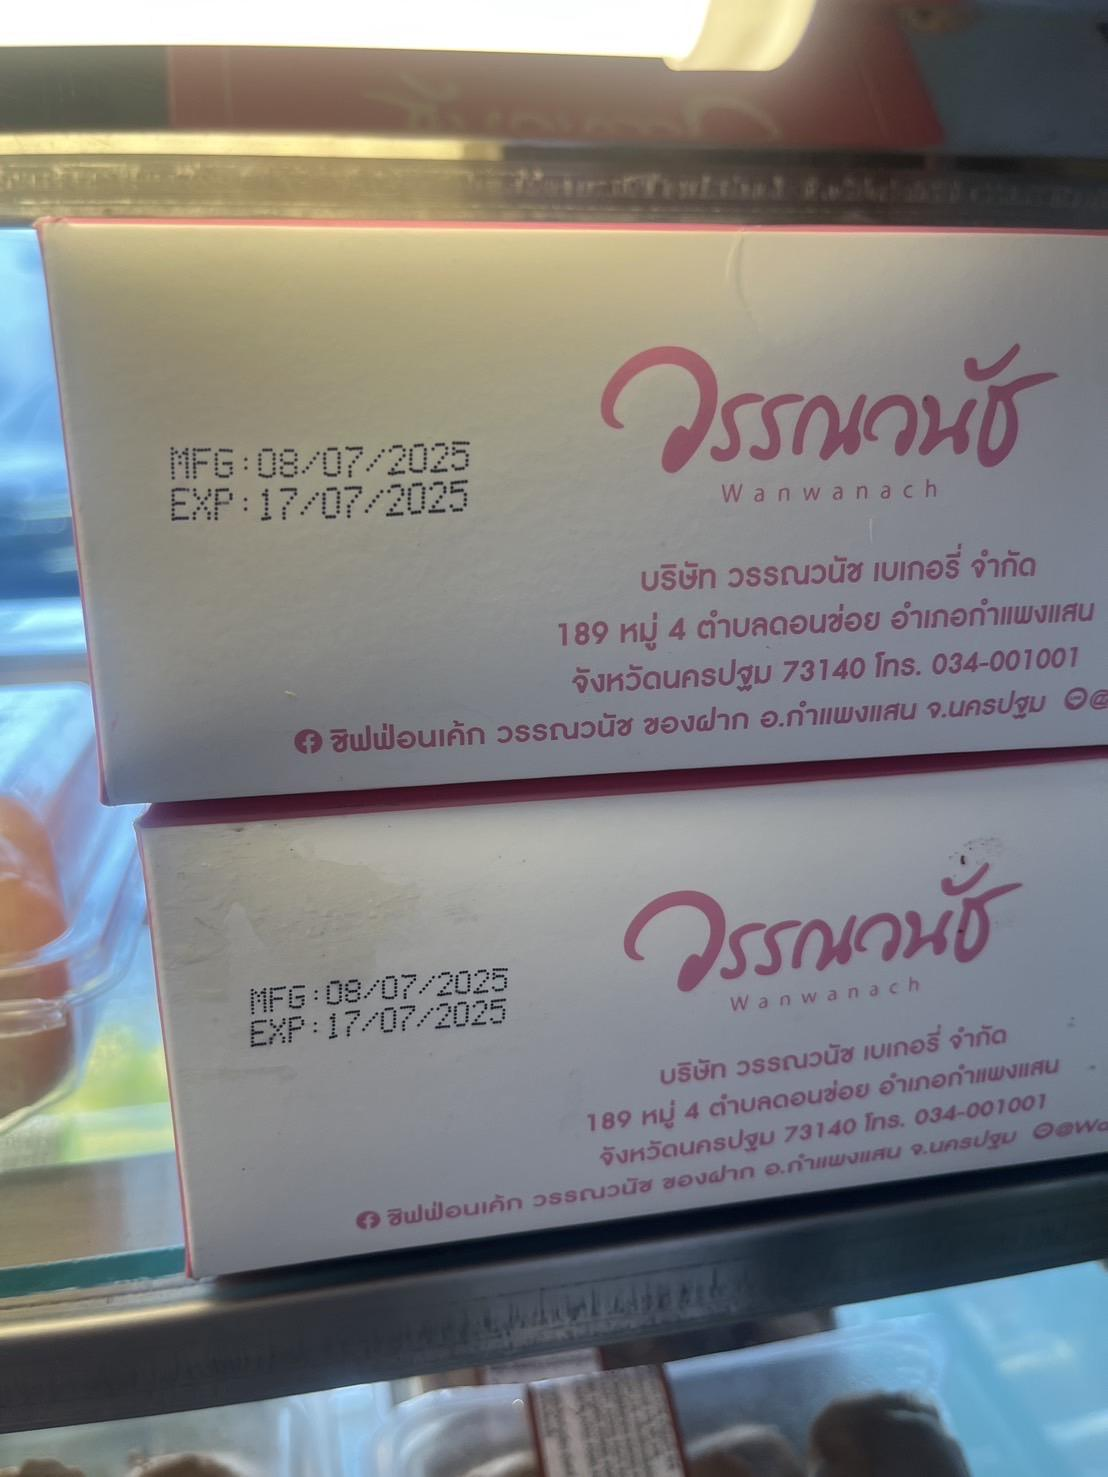 วรรณวนัช
Wanwanach
MFG:08/07/2025
EXP:17/07/2025
บริษัท วรรณวนัช เบเกอรี่ จำกัด
189 หมู่ 4 ตำบลดอนข่อย อำเภอกำแพงแสน
จังหวัดนครปฐม 73140 โทร. 034-001001
ชิฟฟ่อนเค้ก วรรณวนัช ของฝาก อ.กำแพงแสน จ.นครปฐม @
วรรณวนัช
Wanwanach
MFG:08/07/2025
EXP:17/07/2025
บริษัท วรรณวนัช เบเกอรี่ จำกัด
189 หมู่ 4 ตำบลดอนข่อย อำเภอกำแพงแสน
จังหวัดนครปฐม 73140 โทร. 034-001001
ชิฟฟ่อนเค้ก วรรณวนัช ของฝาก อ.กำแพงแสน จ.นครปฐม @Wa